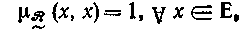 μ_ℛ̰ (x, x) = 1, ∀ x ∈ E,